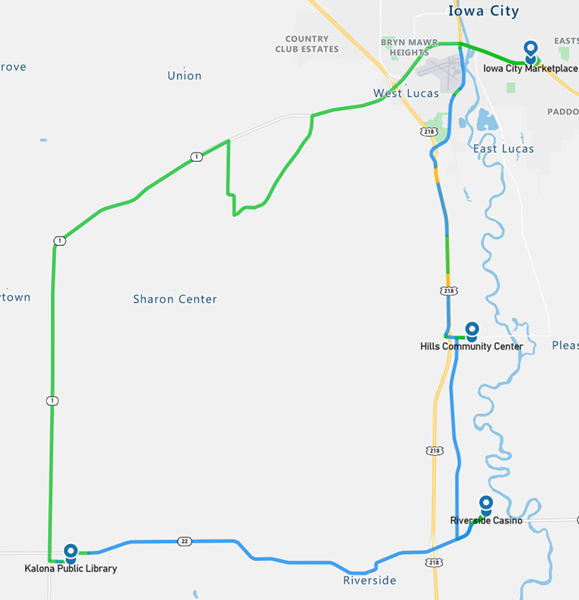 Iowa City
COUNTRY
CLUB ESTATES
BRYN MAWR
HEIGHTS
EASTS
rove
Union
Iowa City Marketplace
West Lucas
PADDO
218
East Lucas
1
1
ytown
Sharon Center
218
Hills Community Center
Pleas
1
218
Riverside Casino
22
Kalona Public Library
218
Riverside